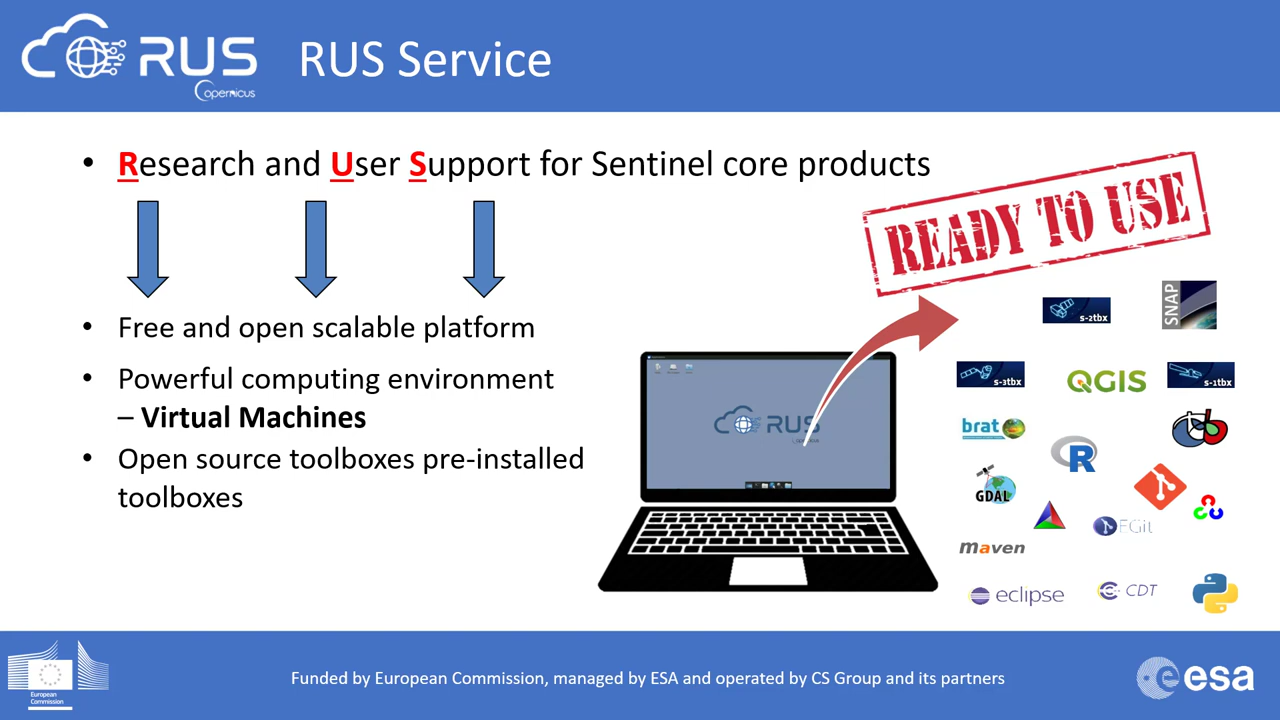 RUS
Copernicus
RUS Service
• Research and User Support for Sentinel core products
READY TO USE
• Free and open scalable platform
• Powerful computing environment
– Virtual Machines
• Open source toolboxes pre-installed
toolboxes
RUS
s-2tbx
SNAP
s-3tbx
QGIS
s-1tbx
brat
R
GDAL
EGit
maven
eclipse
CDT
European
Commission
Funded by European Commission, managed by ESA and operated by CS Group and its partners
esa